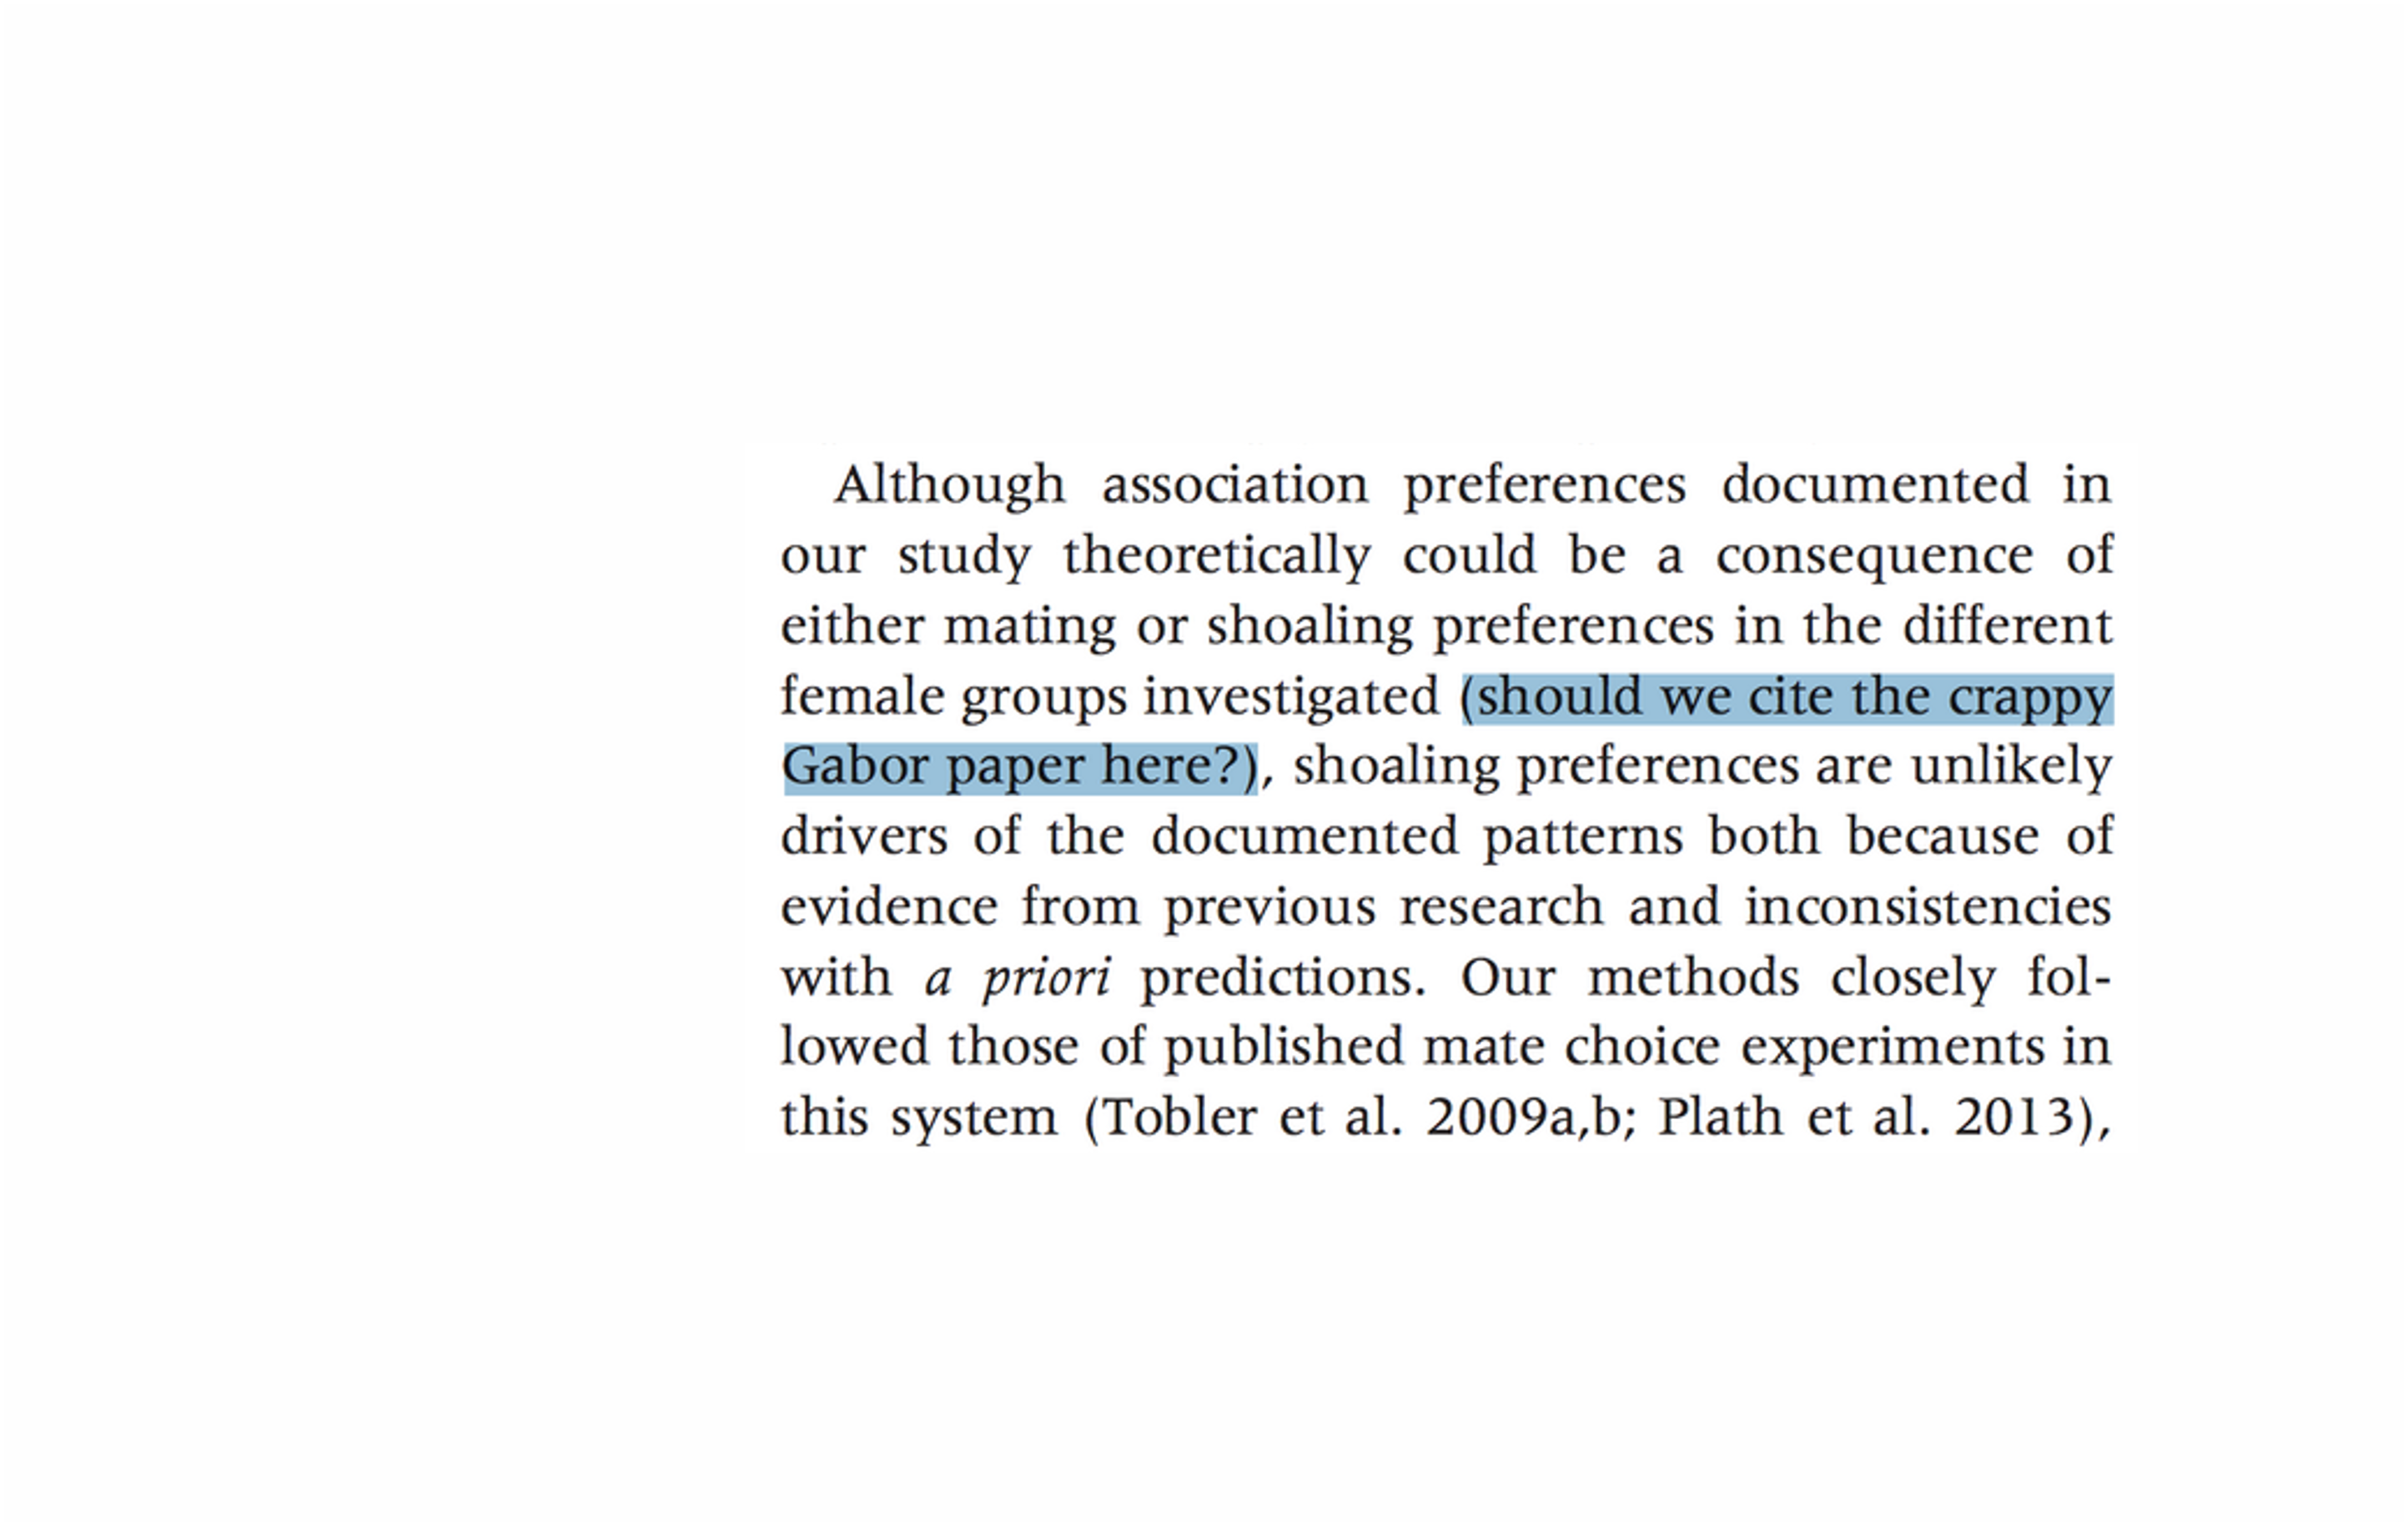 Although association preferences documented in
our study theoretically could be a consequence of
either mating or shoaling preferences in the different
female groups investigated (should we cite the crappy
Gabor paper here?), shoaling preferences are unlikely
drivers of the documented patterns both because of
evidence from previous research and inconsistencies
with a priori predictions. Our methods closely fol-
lowed those of published mate choice experiments in
this system (Tobler et al. 2009a,b; Plath et al. 2013),